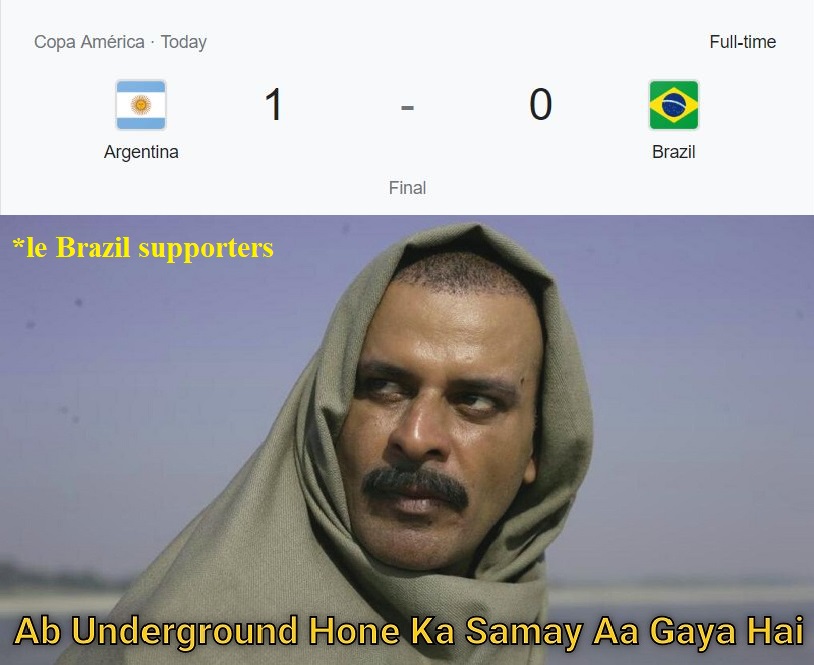 Copa América · Today Full-time
1 - 0
Argentina Brazil
Final
*le Brazil supporters
Ab Underground Hone Ka Samay Aa Gaya Hai